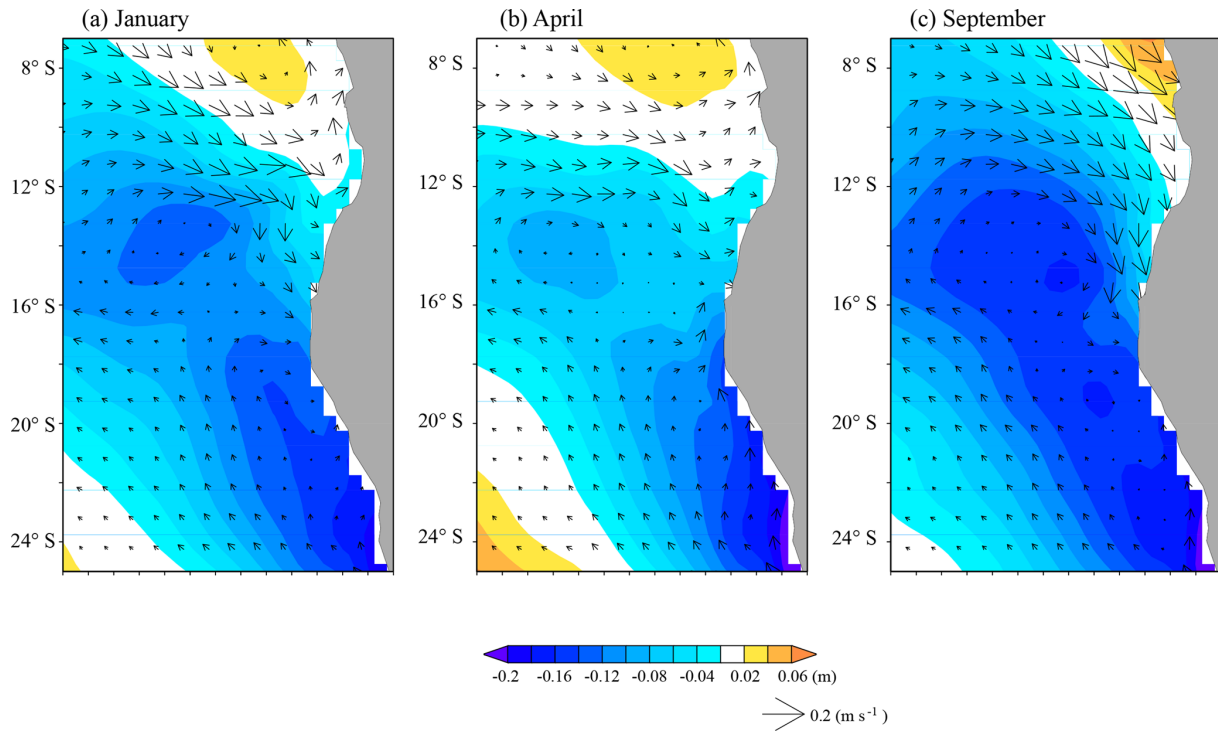 (a) January
(b) April
(c) September
8° S
12° S
16° S
20° S
24° S
8° S
12° S
16° S
20° S
24° S
8° S
12° S
16° S
20° S
24° S
-0.2 -0.16 -0.12 -0.08 -0.04 0.02 0.06 (m)
0.2 (m s⁻¹)